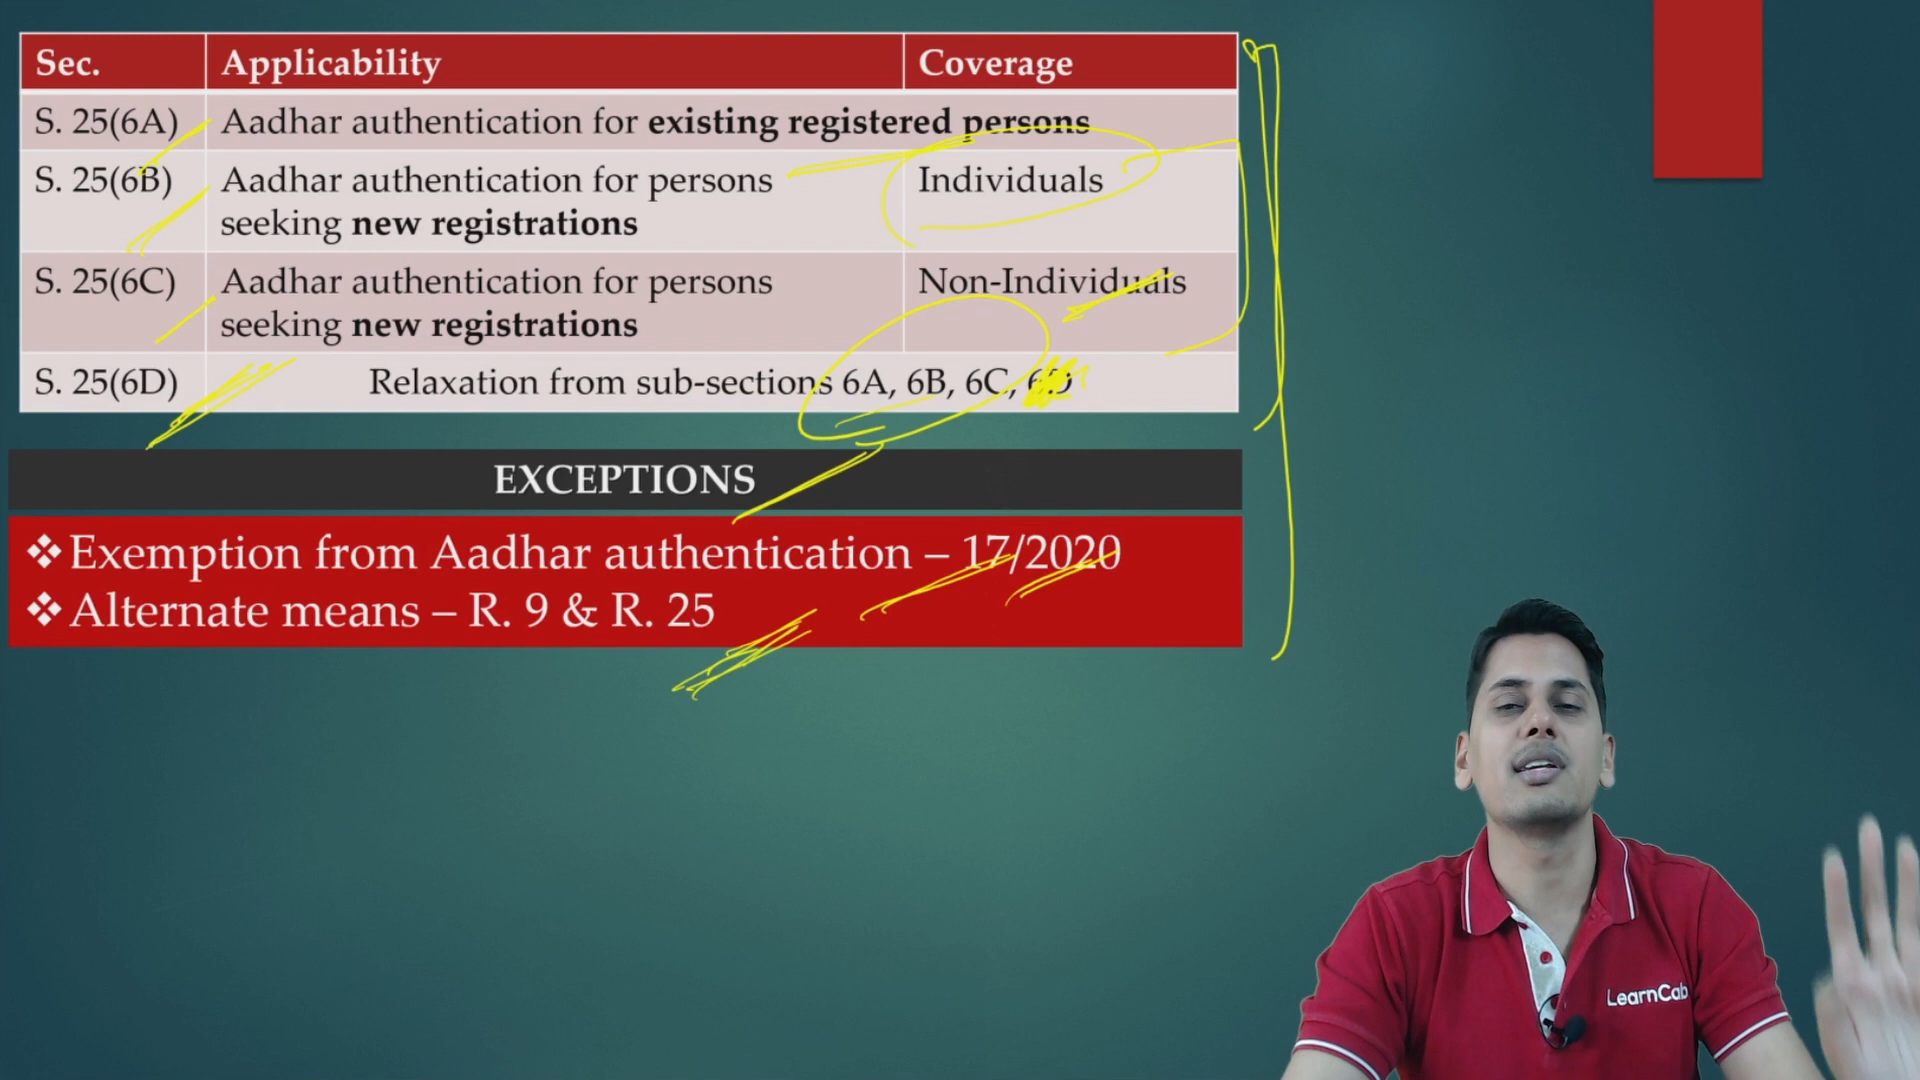 Sec. Applicability Coverage
S. 25(6A) Aadhar authentication for existing registered persons
S. 25(6B) Aadhar authentication for persons Individuals
seeking new registrations
S. 25(6C) Aadhar authentication for persons Non-Individuals
seeking new registrations
S. 25(6D) Relaxation from sub-sections 6A, 6B, 6C, 6D
EXCEPTIONS
❖Exemption from Aadhar authentication – 17/2020
❖Alternate means – R. 9 & R. 25
LearnCab